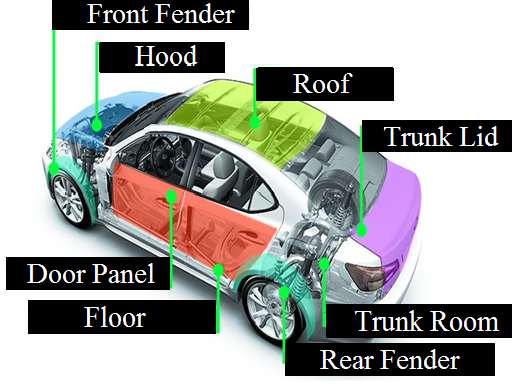 Front Fender
Hood
Roof
Trunk Lid
Door Panel
Floor
Trunk Room
Rear Fender